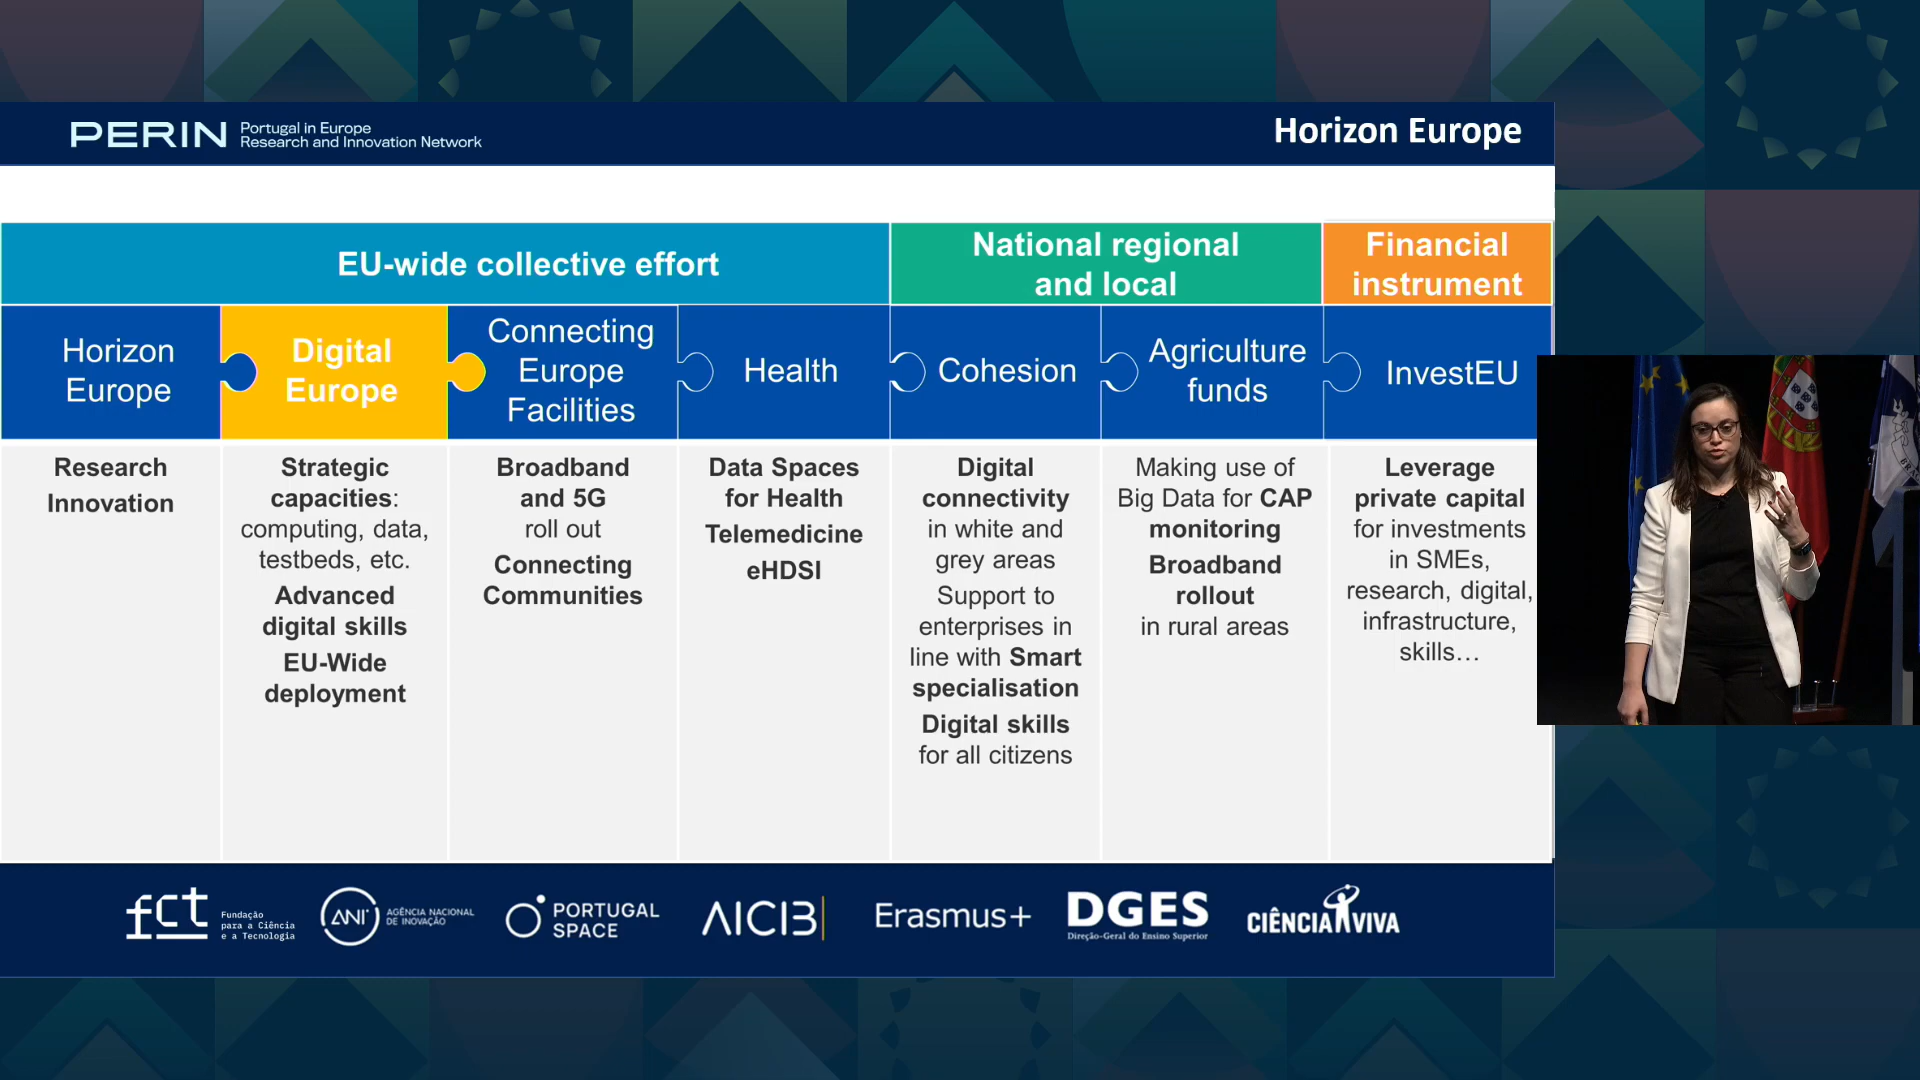 PERIN
Portugal in Europe
Research and Innovation Network
Horizon Europe
EU-wide collective effort
National regional
and local
Financial
instrument
Horizon
Europe
Digital
Europe
Connecting
Europe
Facilities
Health
Cohesion
Agriculture
funds
InvestEU
Research
Innovation
Strategic
capacities:
computing, data,
testbeds, etc.
Advanced
digital skills
EU-Wide
deployment
Broadband
and 5G
roll out
Connecting
Communities
Data Spaces
for Health
Telemedicine
eHDSI
Digital
connectivity
in white and
grey areas
Support to
enterprises in
line with Smart
specialisation
Digital skills
for all citizens
Making use of
Big Data for CAP
monitoring
Broadband
rollout
in rural areas
Leverage
private capital
for investments
in SMEs,
research, digital,
infrastructure,
skills…
fct
Fundação
para a Ciência
e a Tecnologia
ANI
AGÊNCIA NACIONAL
DE INOVAÇÃO
PORTUGAL
SPACE
AICIB
Erasmus+
DGES
Direção-Geral do Ensino Superior
CIÊNCIA VIVA